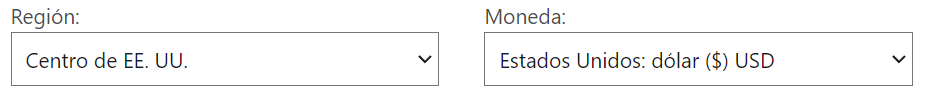 Región:
Moneda:
Centro de EE. UU.
Estados Unidos: dólar ($) USD